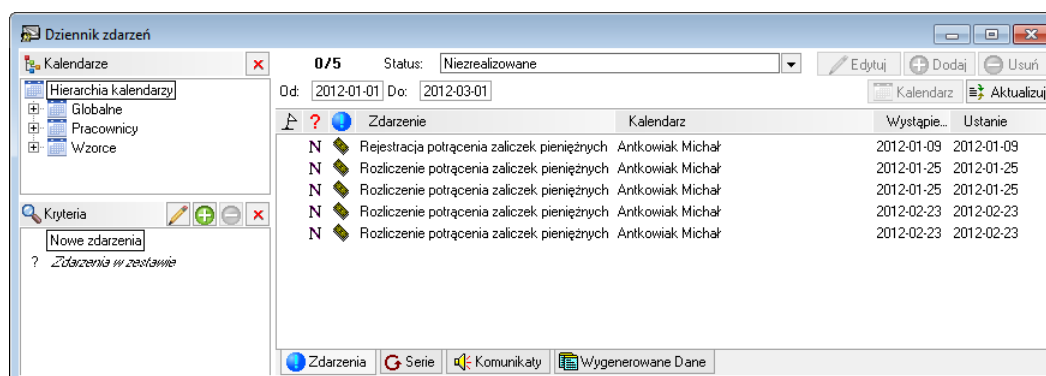 Dziennik zdarzeń
Kalendarze
Hierarchia kalendarzy
Globalne
Pracownicy
Wzorce
Kryteria
Nowe zdarzenia
? Zdarzenia w zestawie
0/5 Status: Niezrealizowane Edytuj Dodaj Usuń
Od: 2012-01-01 Do: 2012-03-01 Kalendarz Aktualizuj
? Zdarzenie Kalendarz Wystąpie... Ustanie
N Rejestracja potrącenia zaliczek pieniężnych Antkowiak Michał 2012-01-09 2012-01-09
N Rozliczenie potrącenia zaliczek pieniężnych Antkowiak Michał 2012-01-25 2012-01-25
N Rozliczenie potrącenia zaliczek pieniężnych Antkowiak Michał 2012-01-25 2012-01-25
N Rozliczenie potrącenia zaliczek pieniężnych Antkowiak Michał 2012-02-23 2012-02-23
N Rozliczenie potrącenia zaliczek pieniężnych Antkowiak Michał 2012-02-23 2012-02-23
Zdarzenia Serie Komunikaty Wygenerowane Dane